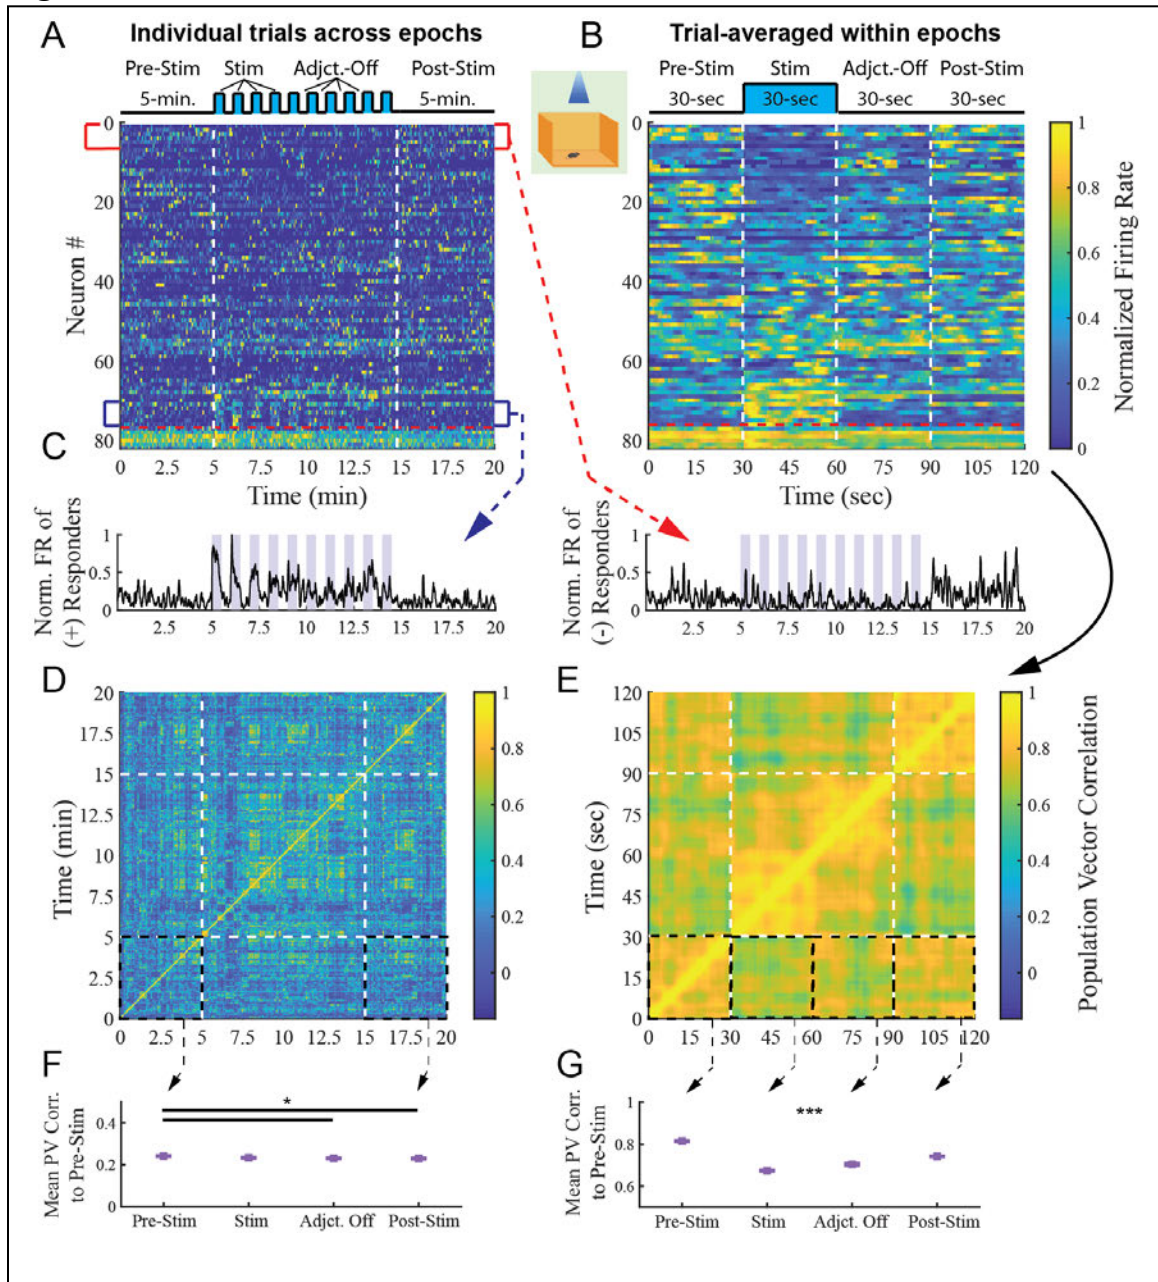 A
Individual trials across epochs
Pre-Stim
Stim
Adjct.-Off
Post-Stim
5-min.
5-min.
0
20
40
60
80
Neuron #
0
2.5
5
7.5
10
12.5
15
17.5
20
Time (min)
B
Trial-averaged within epochs
Pre-Stim
Stim
Adjct.-Off
Post-Stim
30-sec
30-sec
30-sec
30-sec
0
20
40
60
80
0
15
30
45
60
75
90
105
120
Time (sec)
1
0.8
0.6
0.4
0.2
0
Normalized Firing Rate
C
Norm. FR of
(+) Responders
1
0.5
0
2.5
5
7.5
10
12.5
15
17.5
20
Norm. FR of
(-) Responders
1
0.5
0
2.5
5
7.5
10
12.5
15
17.5
20
D
20
17.5
15
12.5
10
7.5
5
2.5
0
Time (min)
0
2.5
5
7.5
10
12.5
15
17.5
20
1
0.8
0.6
0.4
0.2
0
E
120
105
90
75
60
45
30
15
0
Time (sec)
0
15
30
45
60
75
90
105
120
1
0.8
0.6
0.4
0.2
0
Population Vector Correlation
F
Mean PV Corr.
to Pre-Stim
0.4
0.2
0
*
Pre-Stim
Stim
Adjct. Off
Post-Stim
G
Mean PV Corr.
to Pre-Stim
1
0.8
0.6
***
Pre-Stim
Stim
Adjct. Off
Post-Stim